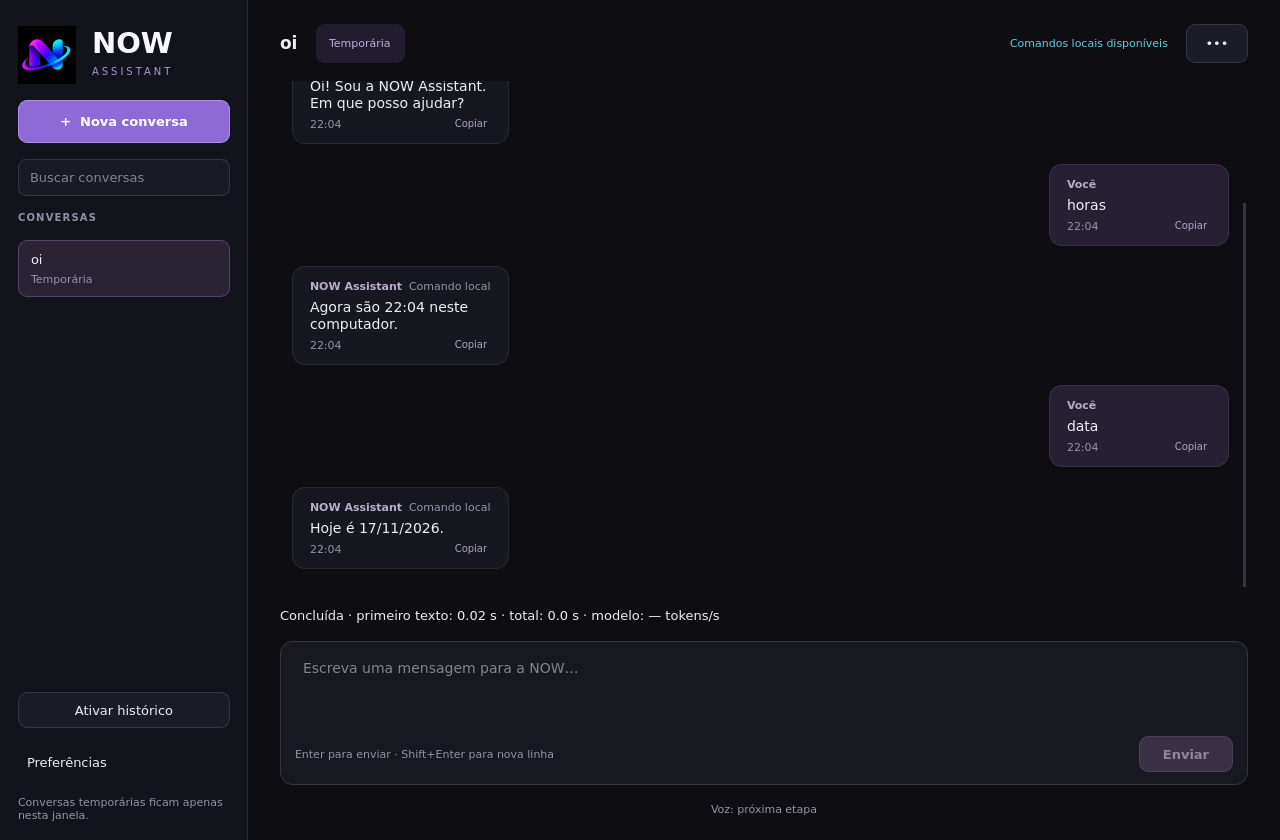 NOW
ASSISTANT
+ Nova conversa
Buscar conversas
CONVERSAS
oi
Temporária
Ativar histórico
Preferências
Conversas temporárias ficam apenas
nesta janela.
oi
Temporária
Comandos locais disponíveis
•••
Oi! Sou a NOW Assistant.
Em que posso ajudar?
22:04 Copiar
Você
horas
22:04 Copiar
NOW Assistant Comando local
Agora são 22:04 neste
computador.
22:04 Copiar
Você
data
22:04 Copiar
NOW Assistant Comando local
Hoje é 17/11/2026.
22:04 Copiar
Concluída · primeiro texto: 0.02 s · total: 0.0 s · modelo: — tokens/s
Escreva uma mensagem para a NOW…
Enter para enviar · Shift+Enter para nova linha
Enviar
Voz: próxima etapa